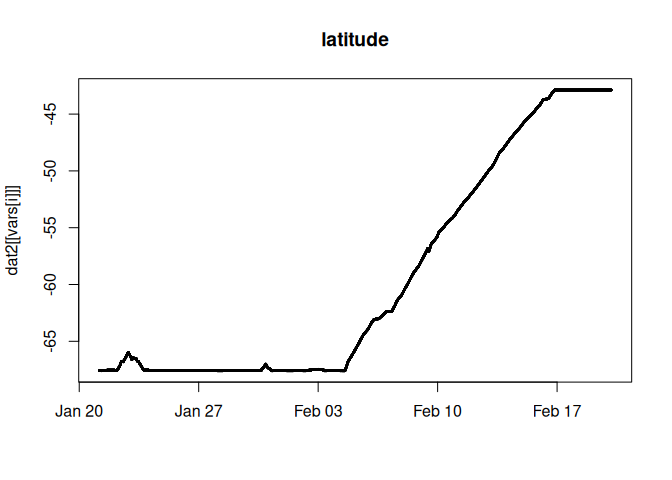 latitude
dat2[[vars[i]]]
-45
-50
-55
-60
-65
Jan 20
Jan 27
Feb 03
Feb 10
Feb 17